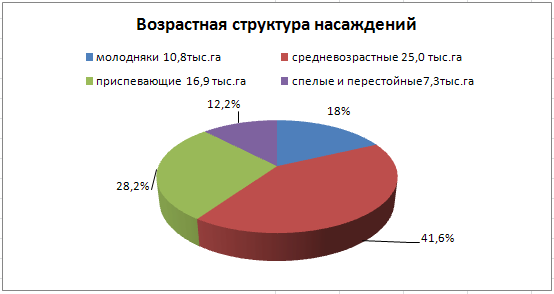 Возрастная структура насаждений
молодняки 10,8тыс.га
средневозрастные 25,0 тыс.га
приспевающие 16,9 тыс.га
спелые и перестойные7,3тыс.га
12,2%
18%
28,2%
41,6%